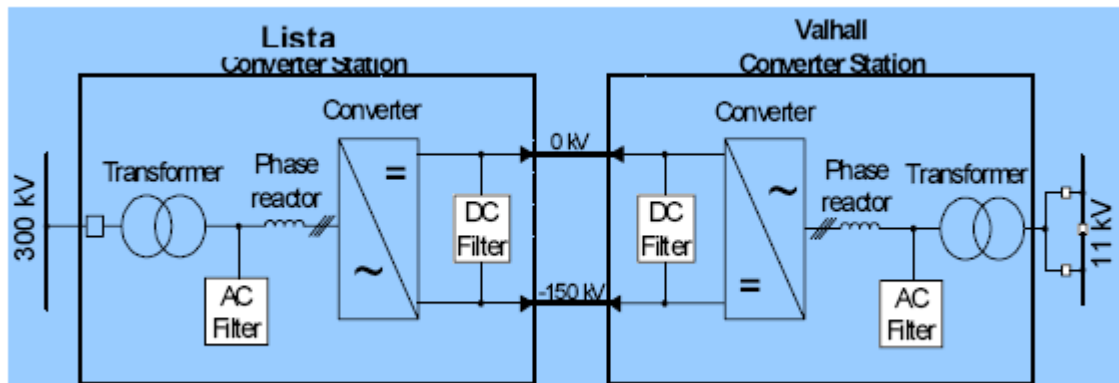 Lista
Converter Station
Valhall
Converter Station
300 kV
Transformer
Phase
reactor
AC
Filter
Converter
=
~
DC
Filter
0 kV
-150 kV
DC
Filter
Converter
~
=
Phase
reactor
AC
Filter
Transformer
11 kV